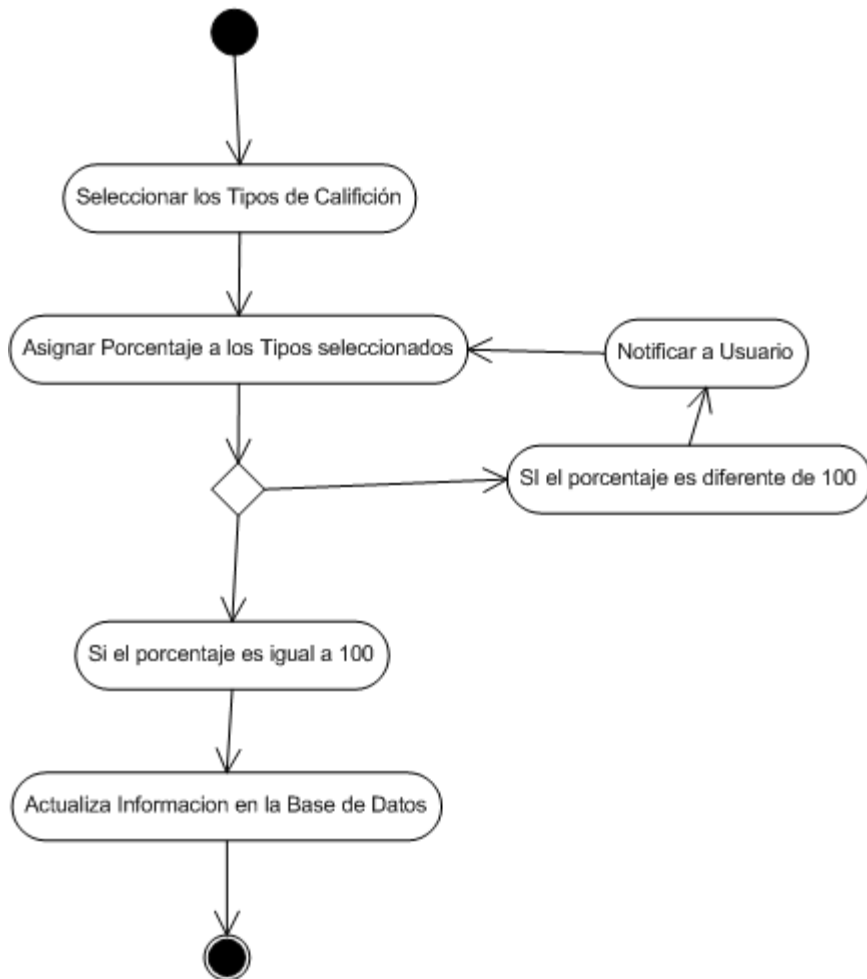 Seleccionar los Tipos de Califición
Asignar Porcentaje a los Tipos seleccionados
Notificar a Usuario
SI el porcentaje es diferente de 100
Si el porcentaje es igual a 100
Actualiza Informacion en la Base de Datos